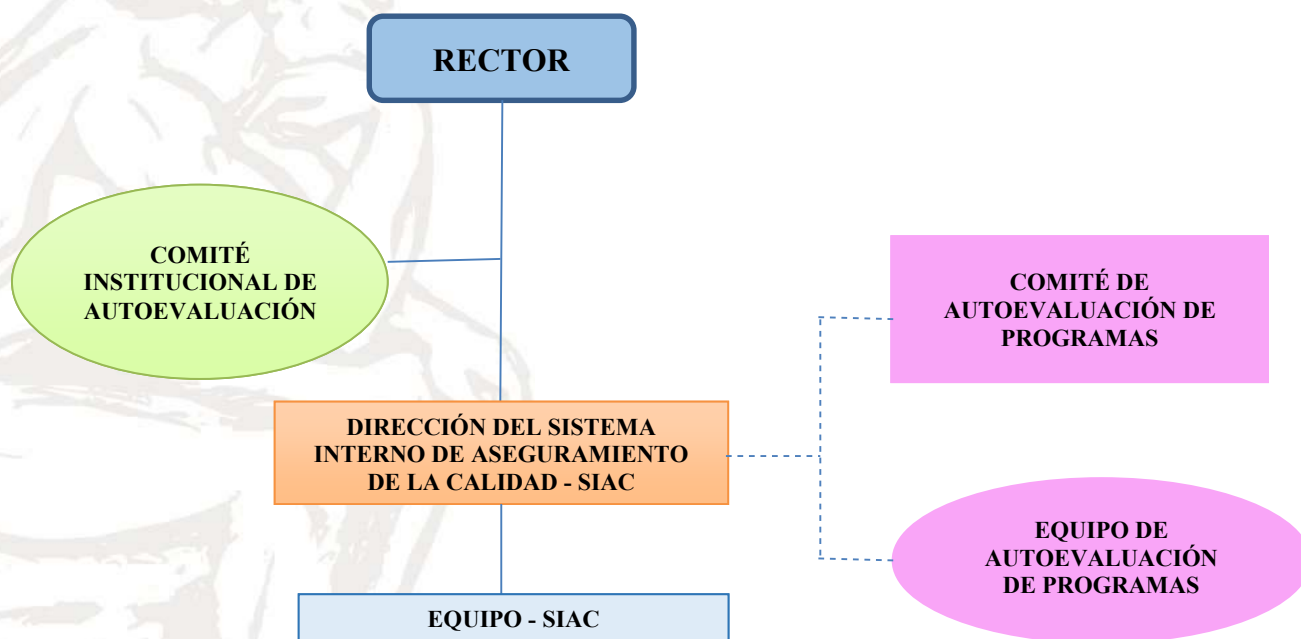 RECTOR
COMITÉ
INSTITUCIONAL DE
AUTOEVALUACIÓN
COMITÉ DE
AUTOEVALUACIÓN DE
PROGRAMAS
DIRECCIÓN DEL SISTEMA
INTERNO DE ASEGURAMIENTO
DE LA CALIDAD - SIAC
EQUIPO DE
AUTOEVALUACIÓN
DE PROGRAMAS
EQUIPO - SIAC